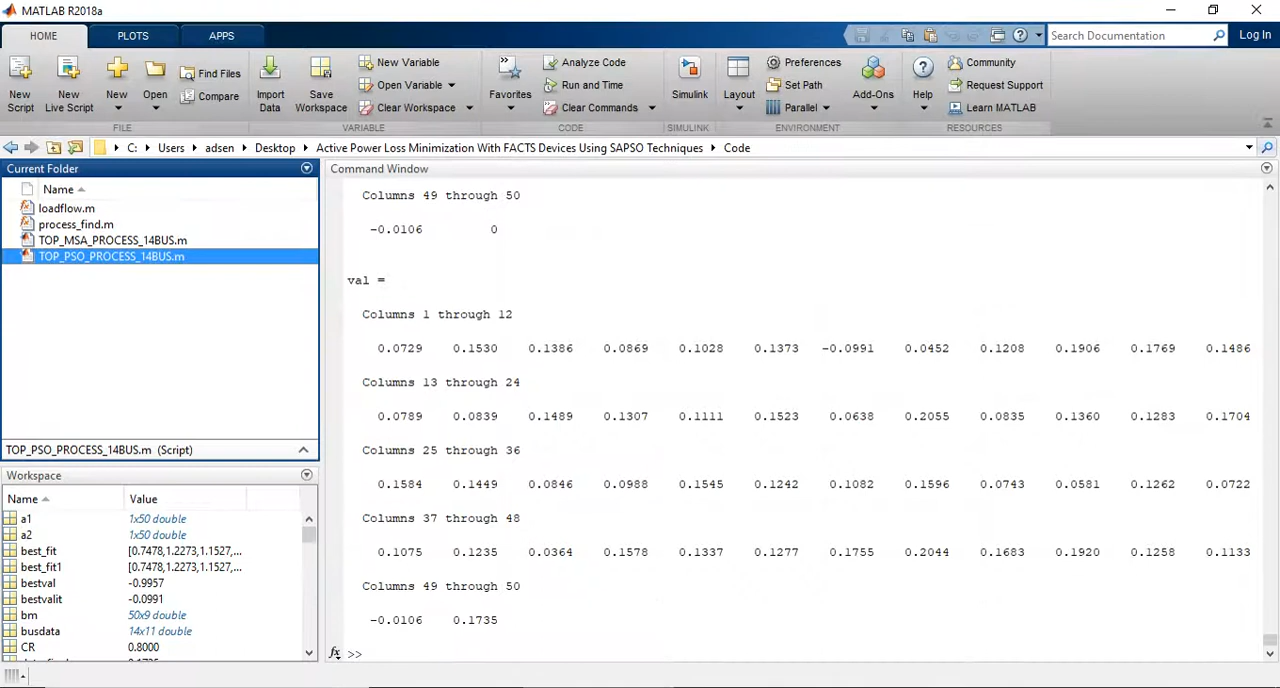 MATLAB R2018a
HOME PLOTS APPS
Search Documentation Log In
New Script
New Live Script
New
Open
Find Files
Compare
Import Data
Save Workspace
New Variable
Open Variable
Clear Workspace
Favorites
Analyze Code
Run and Time
Clear Commands
Simulink
Layout
Preferences
Set Path
Parallel
Add-Ons
Help
Community
Request Support
Learn MATLAB
FILE VARIABLE CODE SIMULINK ENVIRONMENT RESOURCES
C: Users adsen Desktop Active Power Loss Minimization With FACTS Devices Using SAPSO Techniques Code
Current Folder
Name
loadflow.m
process_find.m
TOP_MSA_PROCESS_14BUS.m
TOP_PSO_PROCESS_14BUS.m
TOP_PSO_PROCESS_14BUS.m (Script)
Workspace
Name Value
a1 1x50 double
a2 1x50 double
best_fit [0.7478,1.2273,1.1527,...
best_fit1 [0.7478,1.2273,1.1527,...
bestval -0.9957
bestvalit -0.0991
bm 50x9 double
busdata 14x11 double
CR 0.8000
Command Window
Columns 49 through 50
-0.0106 0
val =
Columns 1 through 12
0.0729 0.1530 0.1386 0.0869 0.1028 0.1373 -0.0991 0.0452 0.1208 0.1906 0.1769 0.1486
Columns 13 through 24
0.0789 0.0839 0.1489 0.1307 0.1111 0.1523 0.0638 0.2055 0.0835 0.1360 0.1283 0.1704
Columns 25 through 36
0.1584 0.1449 0.0846 0.0988 0.1545 0.1242 0.1082 0.1596 0.0743 0.0581 0.1262 0.0722
Columns 37 through 48
0.1075 0.1235 0.0364 0.1578 0.1337 0.1277 0.1755 0.2044 0.1683 0.1920 0.1258 0.1133
Columns 49 through 50
-0.0106 0.1735
fx >>